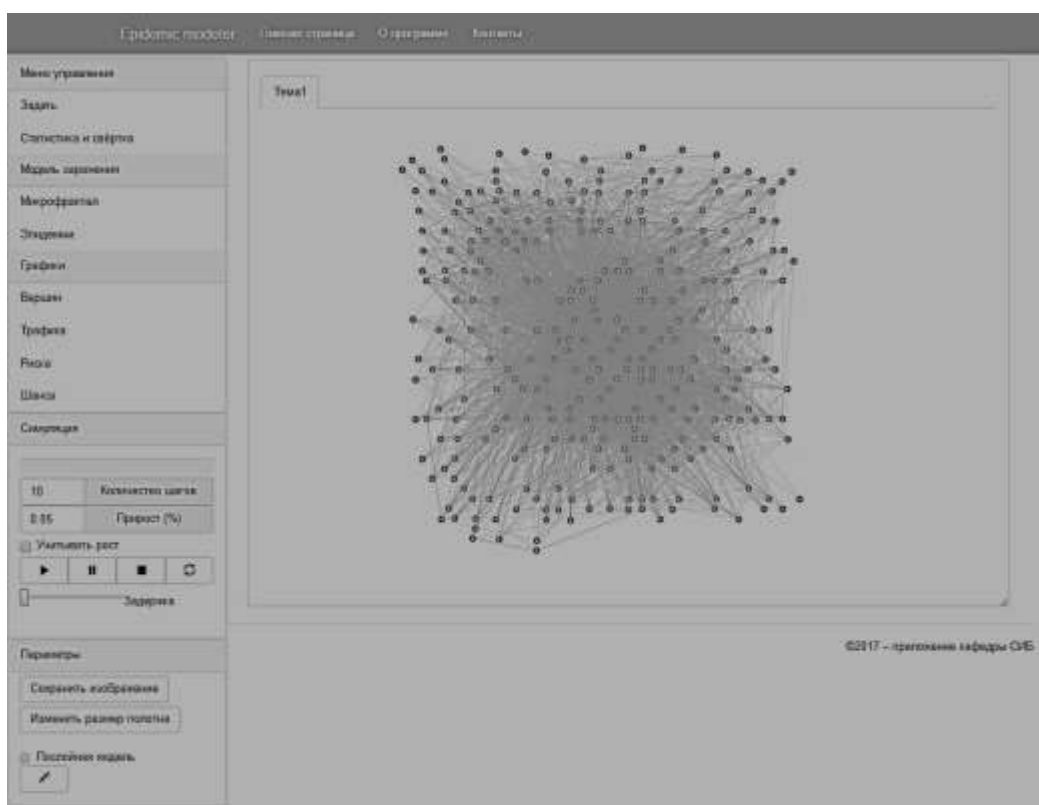 Epidemic modeler Главная страница О программе Контакты
Меню управления
Задать
Статистика и свёртка
Модель заражения
Микрофрактал
Эпидемии
Графики
Вершин
Трафика
Риска
Шанса
Симуляция
10 Количество шагов
0.05 Прирост (%)
Учитывать рост
Задержка
Параметры
Сохранить изображение
Изменить размер полотна
Послойная модель
Тема1
©2017 – приложение кафедры СИБ